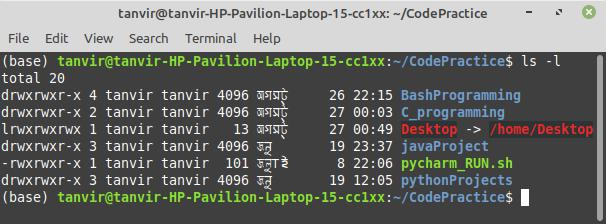 tanvir@tanvir-HP-Pavilion-Laptop-15-cc1xx: ~/CodePractice
File Edit View Search Terminal Help
(base) tanvir@tanvir-HP-Pavilion-Laptop-15-cc1xx:~/CodePractice$ ls -l
total 20
drwxrwxr-x 4 tanvir tanvir 4096 অগস্ট 26 22:15 BashProgramming
drwxrwxr-x 2 tanvir tanvir 4096 অগস্ট 27 00:03 C_programming
lrwxrwxrwx 1 tanvir tanvir 13 অগস্ট 27 00:49 Desktop -> /home/Desktop
drwxrwxr-x 3 tanvir tanvir 4096 জুন 19 23:37 javaProject
-rwxrwxr-x 1 tanvir tanvir 101 জুলাই 8 22:06 pycharm_RUN.sh
drwxrwxr-x 3 tanvir tanvir 4096 জুন 19 12:05 pythonProjects
(base) tanvir@tanvir-HP-Pavilion-Laptop-15-cc1xx:~/CodePractice$